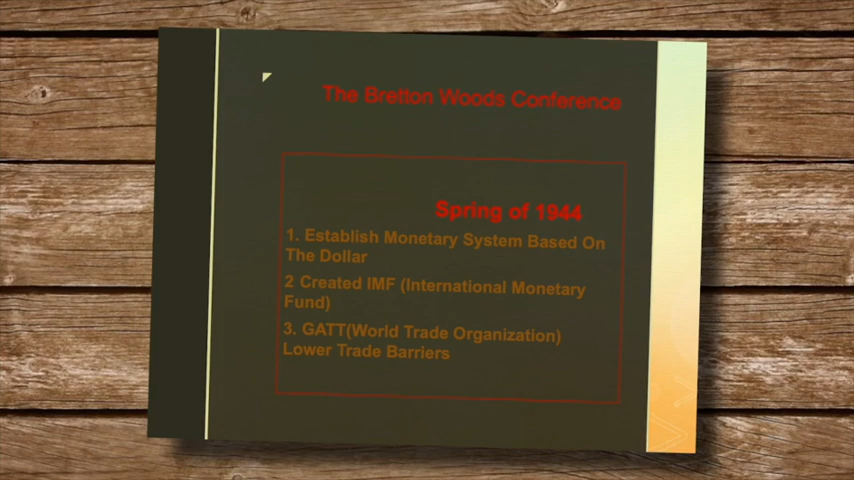 The Bretton Woods Conference
Spring of 1944
1. Establish Monetary System Based On
The Dollar
2 Created IMF (International Monetary
Fund)
3. GATT(World Trade Organization)
Lower Trade Barriers